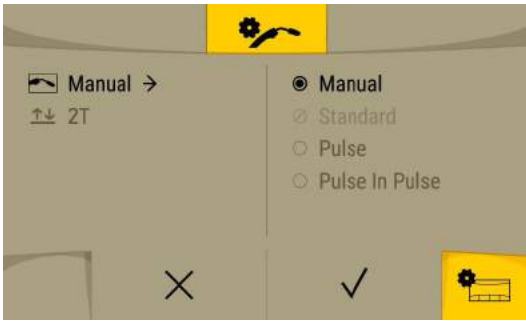 Manual →
2T
Manual
Standard
Pulse
Pulse In Pulse